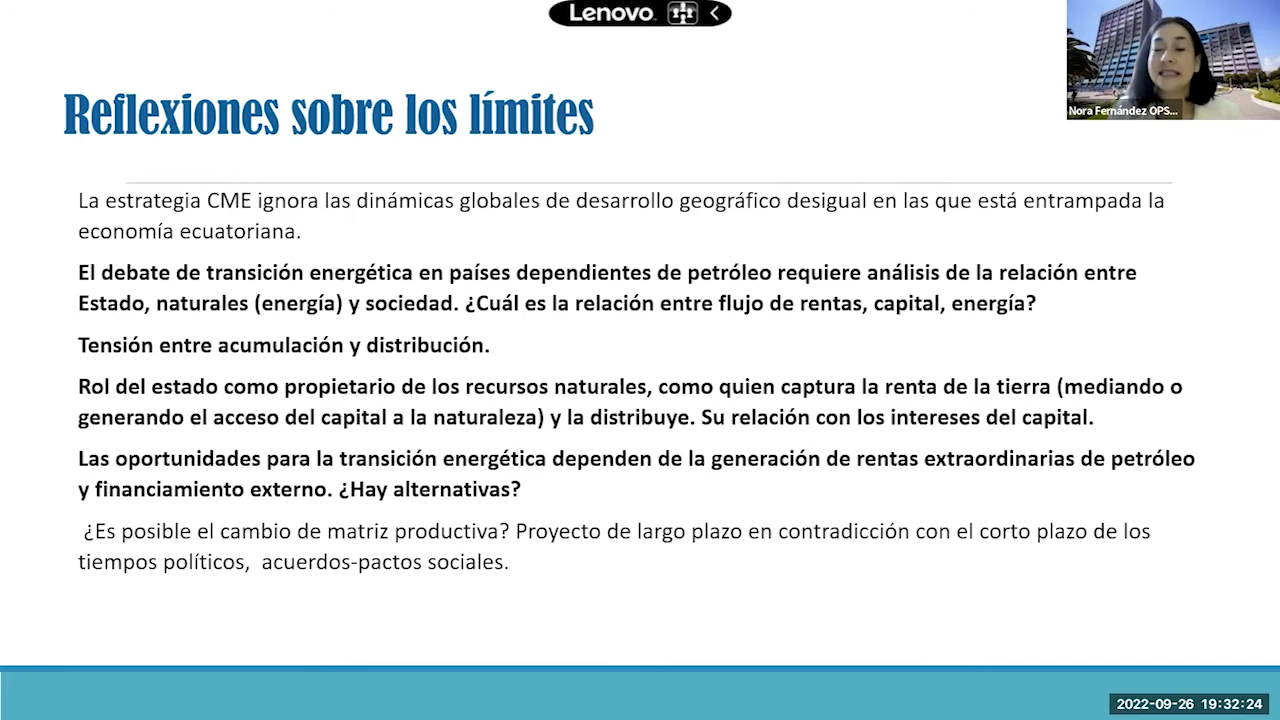 Lenovo
Nora Fernández OPS...
Reflexiones sobre los límites
La estrategia CME ignora las dinámicas globales de desarrollo geográfico desigual en las que está entrampada la
economía ecuatoriana.
El debate de transición energética en países dependientes de petróleo requiere análisis de la relación entre
Estado, naturales (energía) y sociedad. ¿Cuál es la relación entre flujo de rentas, capital, energía?
Tensión entre acumulación y distribución.
Rol del estado como propietario de los recursos naturales, como quien captura la renta de la tierra (mediando o
generando el acceso del capital a la naturaleza) y la distribuye. Su relación con los intereses del capital.
Las oportunidades para la transición energética dependen de la generación de rentas extraordinarias de petróleo
y financiamiento externo. ¿Hay alternativas?
¿Es posible el cambio de matriz productiva? Proyecto de largo plazo en contradicción con el corto plazo de los
tiempos políticos, acuerdos-pactos sociales.
2022-09-26 19:32:24